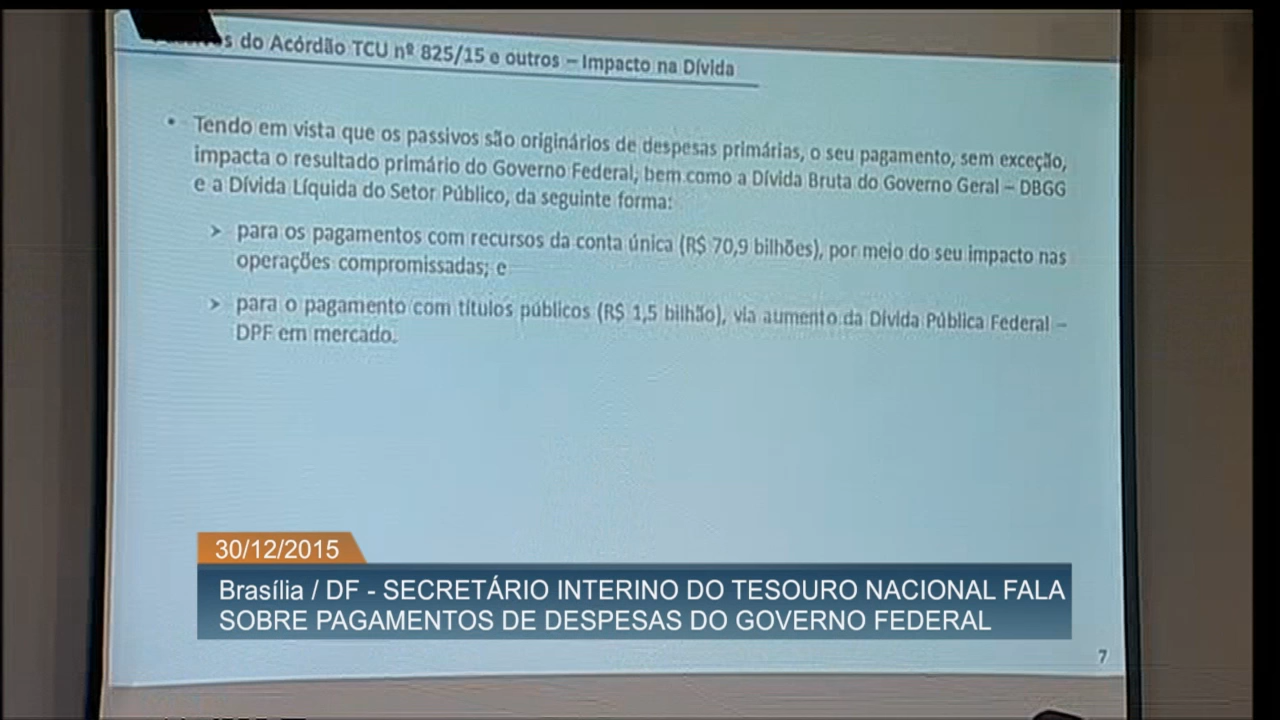 do Acórdão TCU nº 825/15 e outros – Impacto na Dívida
• Tendo em vista que os passivos são originários de despesas primárias, o seu pagamento, sem exceção,
impacta o resultado primário do Governo Federal, bem como a Dívida Bruta do Governo Geral – DBGG
e a Dívida Líquida do Setor Público, da seguinte forma:
➢ para os pagamentos com recursos da conta única (R$ 70,9 bilhões), por meio do seu impacto nas
operações compromissadas; e
➢ para o pagamento com títulos públicos (R$ 1,5 bilhão), via aumento da Dívida Pública Federal –
DPF em mercado.
30/12/2015
Brasília / DF - SECRETÁRIO INTERINO DO TESOURO NACIONAL FALA
SOBRE PAGAMENTOS DE DESPESAS DO GOVERNO FEDERAL
7